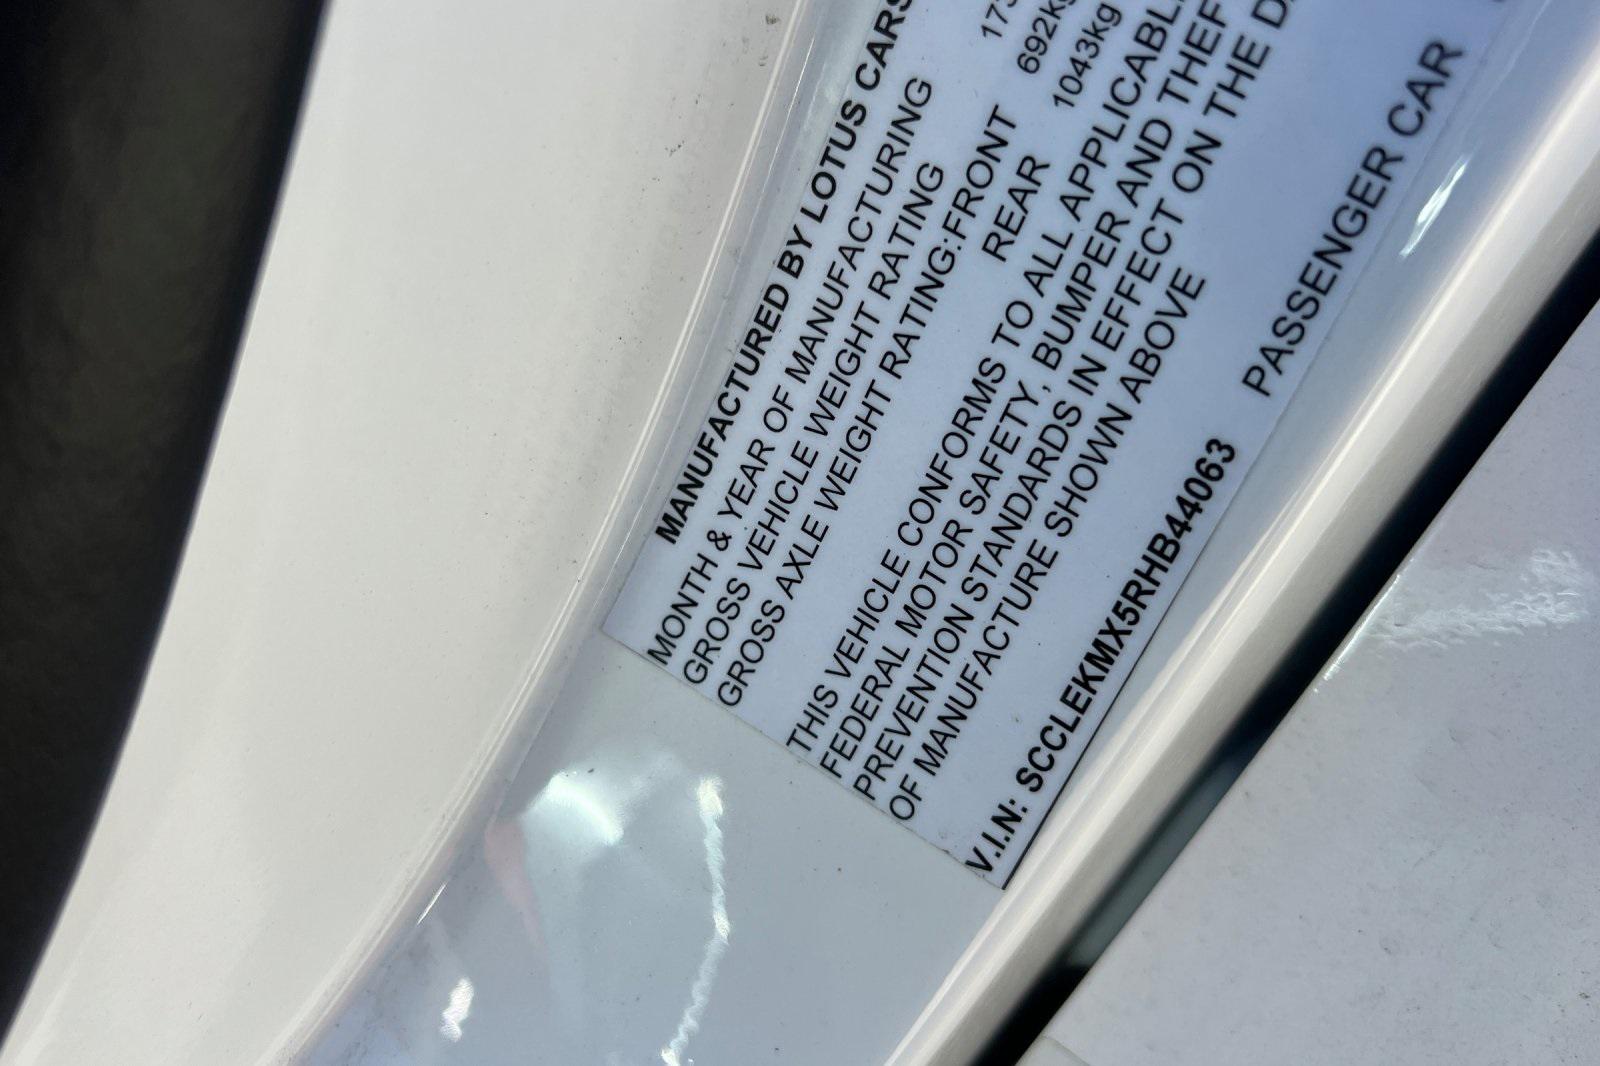 MANUFACTURED BY LOTUS CARS
MONTH & YEAR OF MANUFACTURING
GROSS VEHICLE WEIGHT RATING 173
GROSS AXLE WEIGHT RATING:FRONT 692kg
REAR 1043kg
THIS VEHICLE CONFORMS TO ALL APPLICABLE
FEDERAL MOTOR SAFETY, BUMPER AND THEF
PREVENTION STANDARDS IN EFFECT ON THE D
OF MANUFACTURE SHOWN ABOVE
V.I.N: SCCLEKMX5RHB44063 PASSENGER CAR